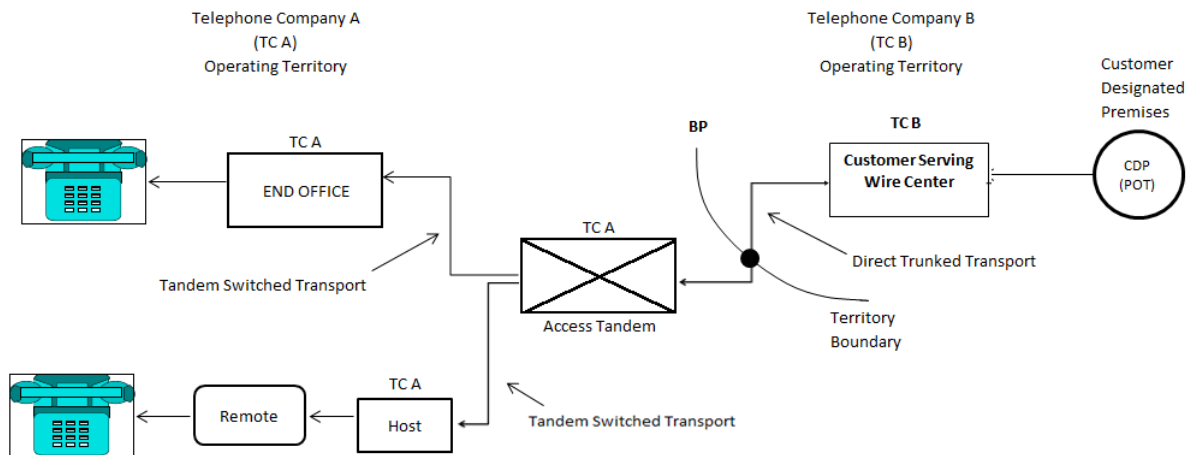 Telephone Company A
(TC A)
Operating Territory
Telephone Company B
(TC B)
Operating Territory
Customer
Designated
Premises
TC A
END OFFICE
BP
TC B
Customer Serving
Wire Center
CDP
(POT)
TC A
Access Tandem
Tandem Switched Transport
Direct Trunked Transport
Territory
Boundary
TC A
Remote
Host
Tandem Switched Transport